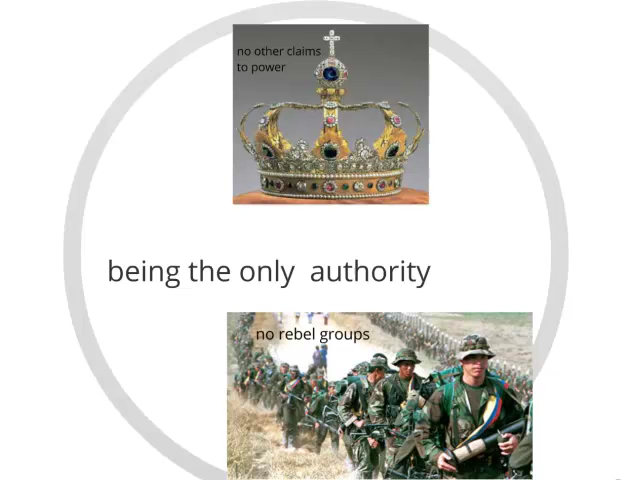 no other claims
to power
being the only  authority
no rebel groups